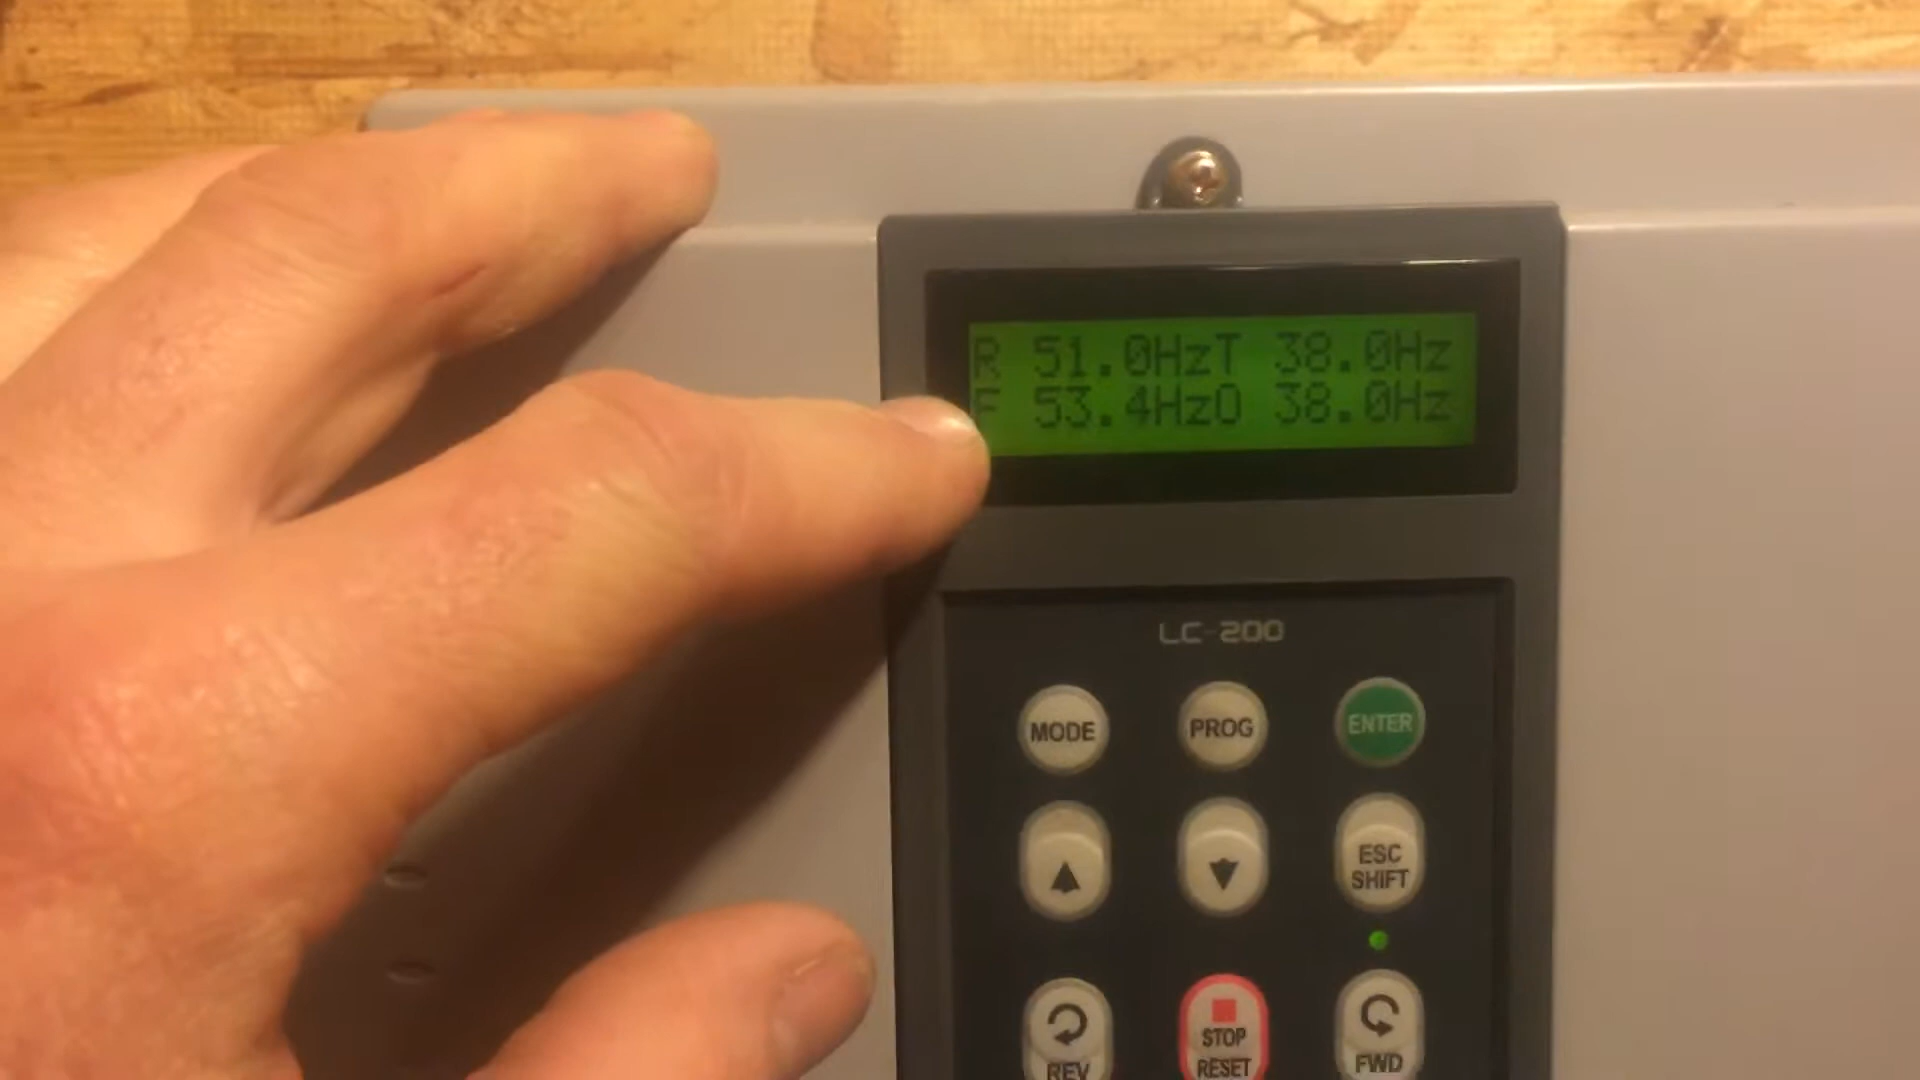 R 51.0HzT 38.0Hz
F 53.4HzO 38.0Hz
LC-200
MODE PROG ENTER
ESC
SHIFT
STOP
REV RESET FWD